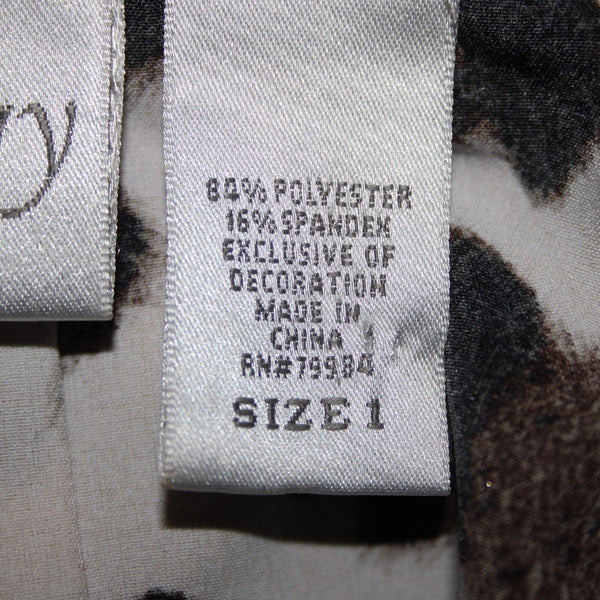 84% POLYESTER
16% SPANDEX
EXCLUSIVE OF
DECORATION
MADE IN
CHINA
RN#79984
SIZE 1